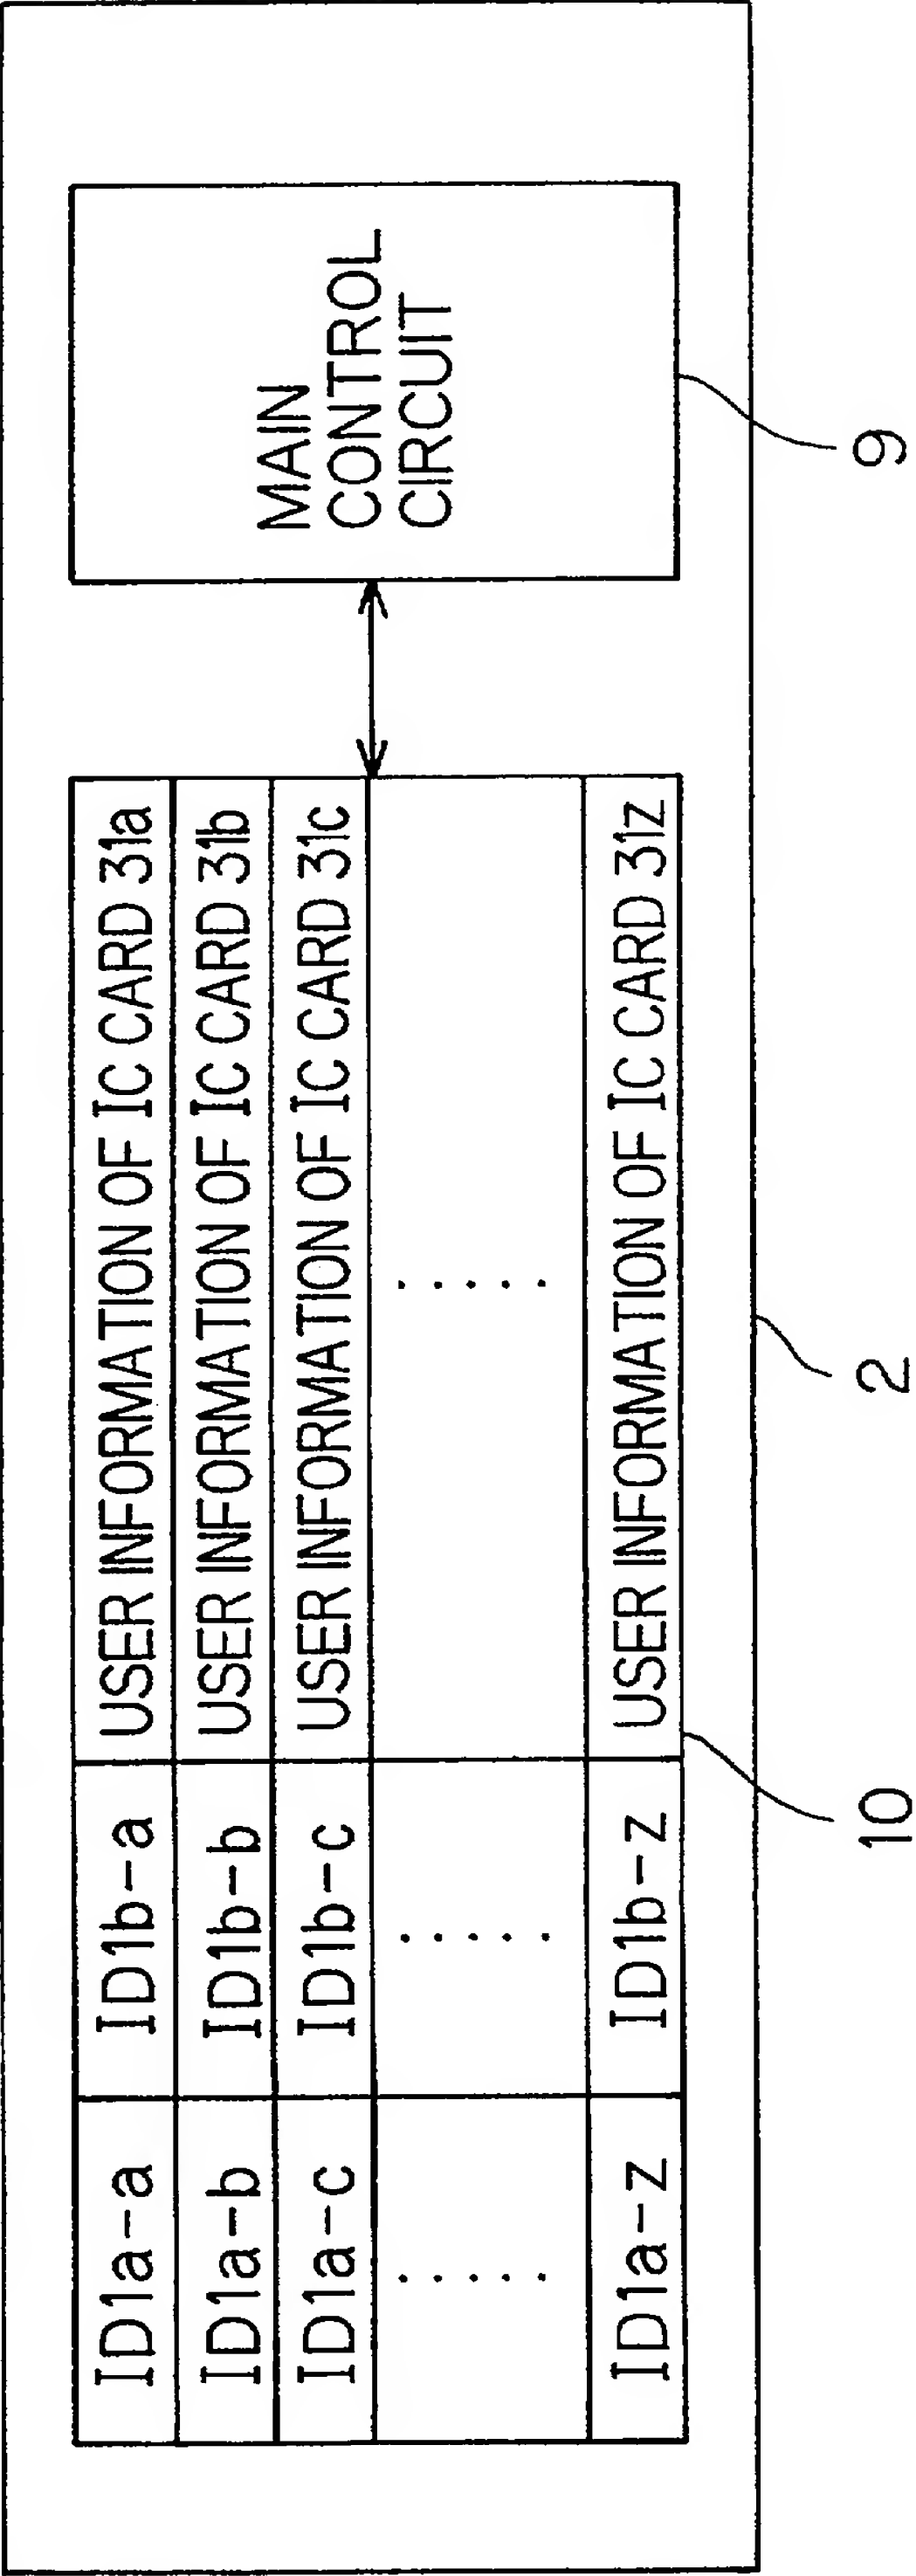 ID1a-a ID1b-a USER INFORMATION OF IC CARD 31a
ID1a-b ID1b-b USER INFORMATION OF IC CARD 31b
ID1a-c ID1b-c USER INFORMATION OF IC CARD 31c
..... ..... .....
ID1a-z ID1b-z USER INFORMATION OF IC CARD 31z
MAIN
CONTROL
CIRCUIT
10
2
9